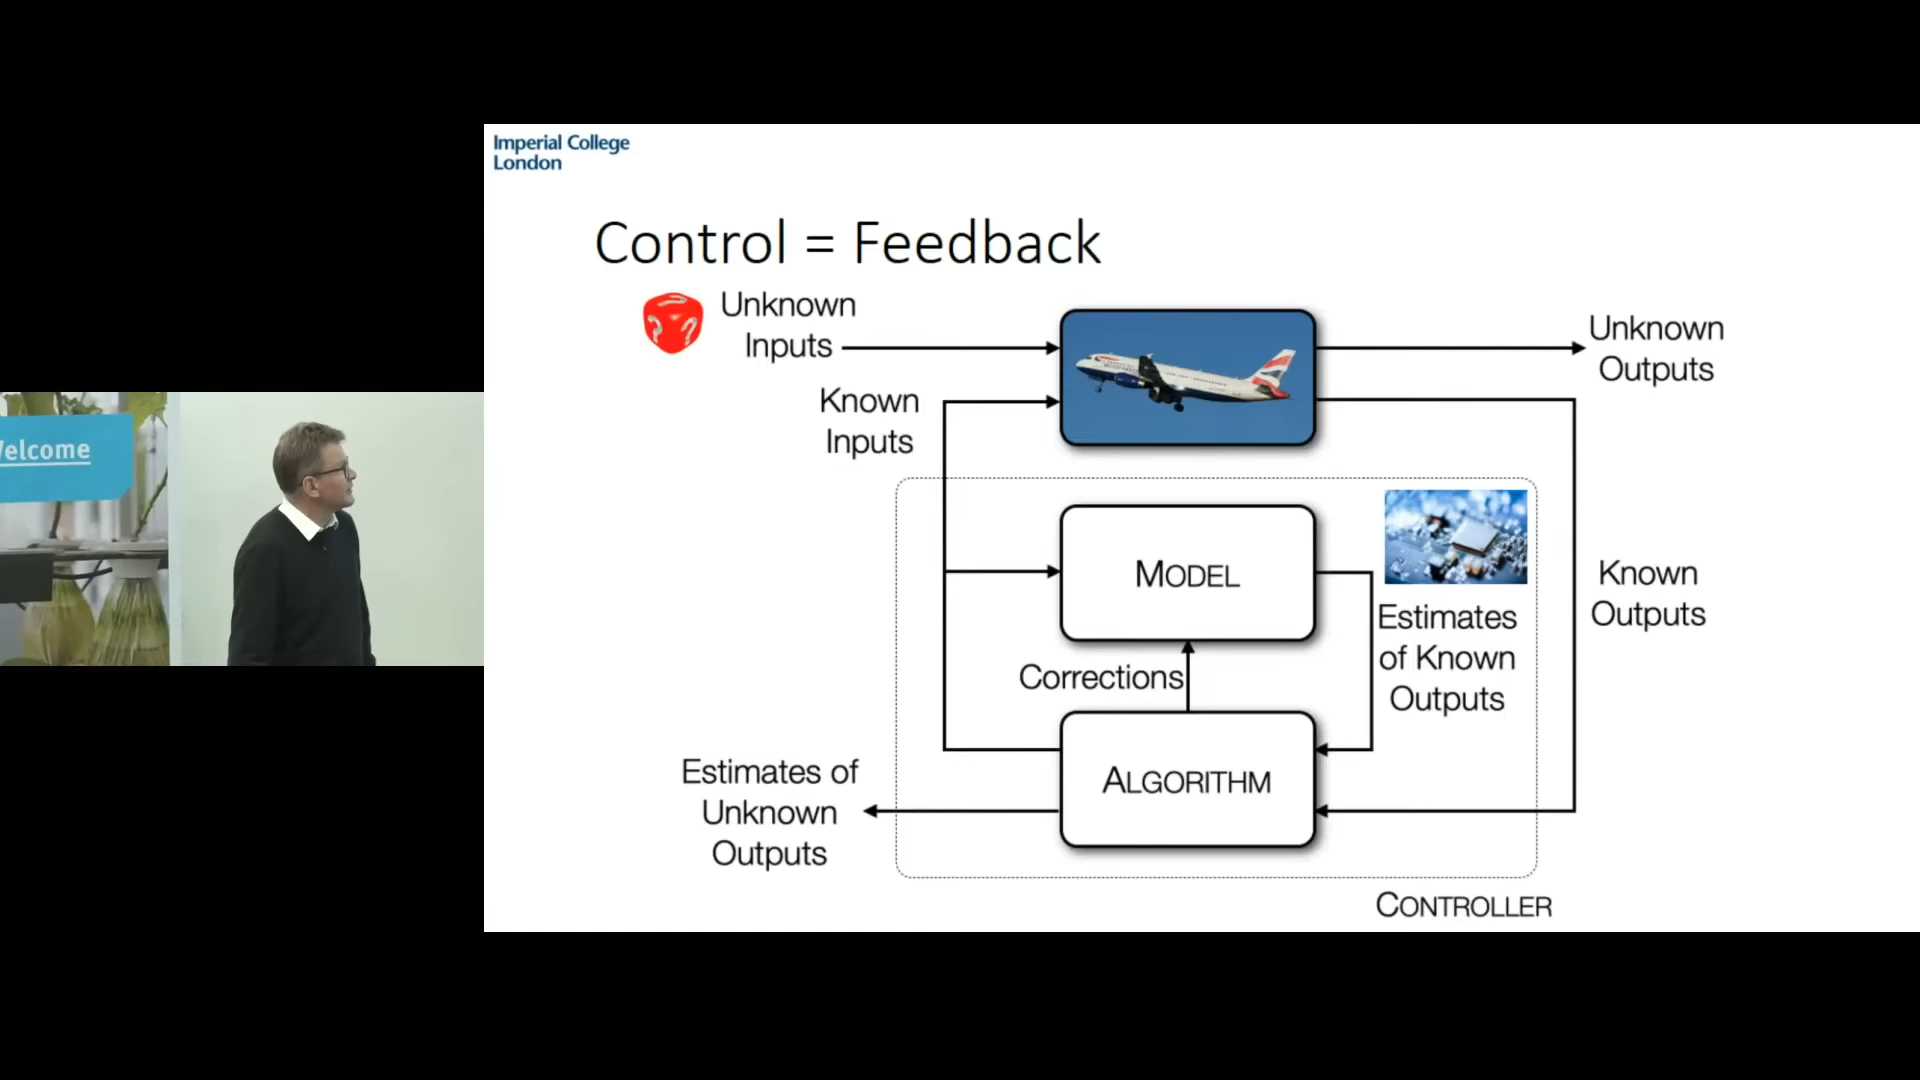 Imperial College
London
Control = Feedback
Unknown
Inputs
Unknown
Outputs
Known
Inputs
MODEL
Estimates
of Known
Outputs
Known
Outputs
Corrections
ALGORITHM
Estimates of
Unknown
Outputs
CONTROLLER
elcome
? ? ?